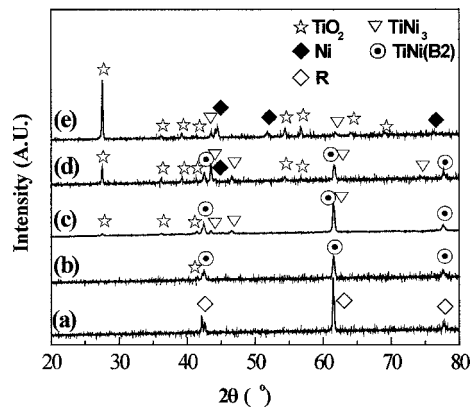 TiO2 TiNi3
Ni TiNi(B2)
R
(e)
(d)
(c)
(b)
(a)
Intensity (A.U.)
20 30 40 50 60 70 80
2θ ( °)